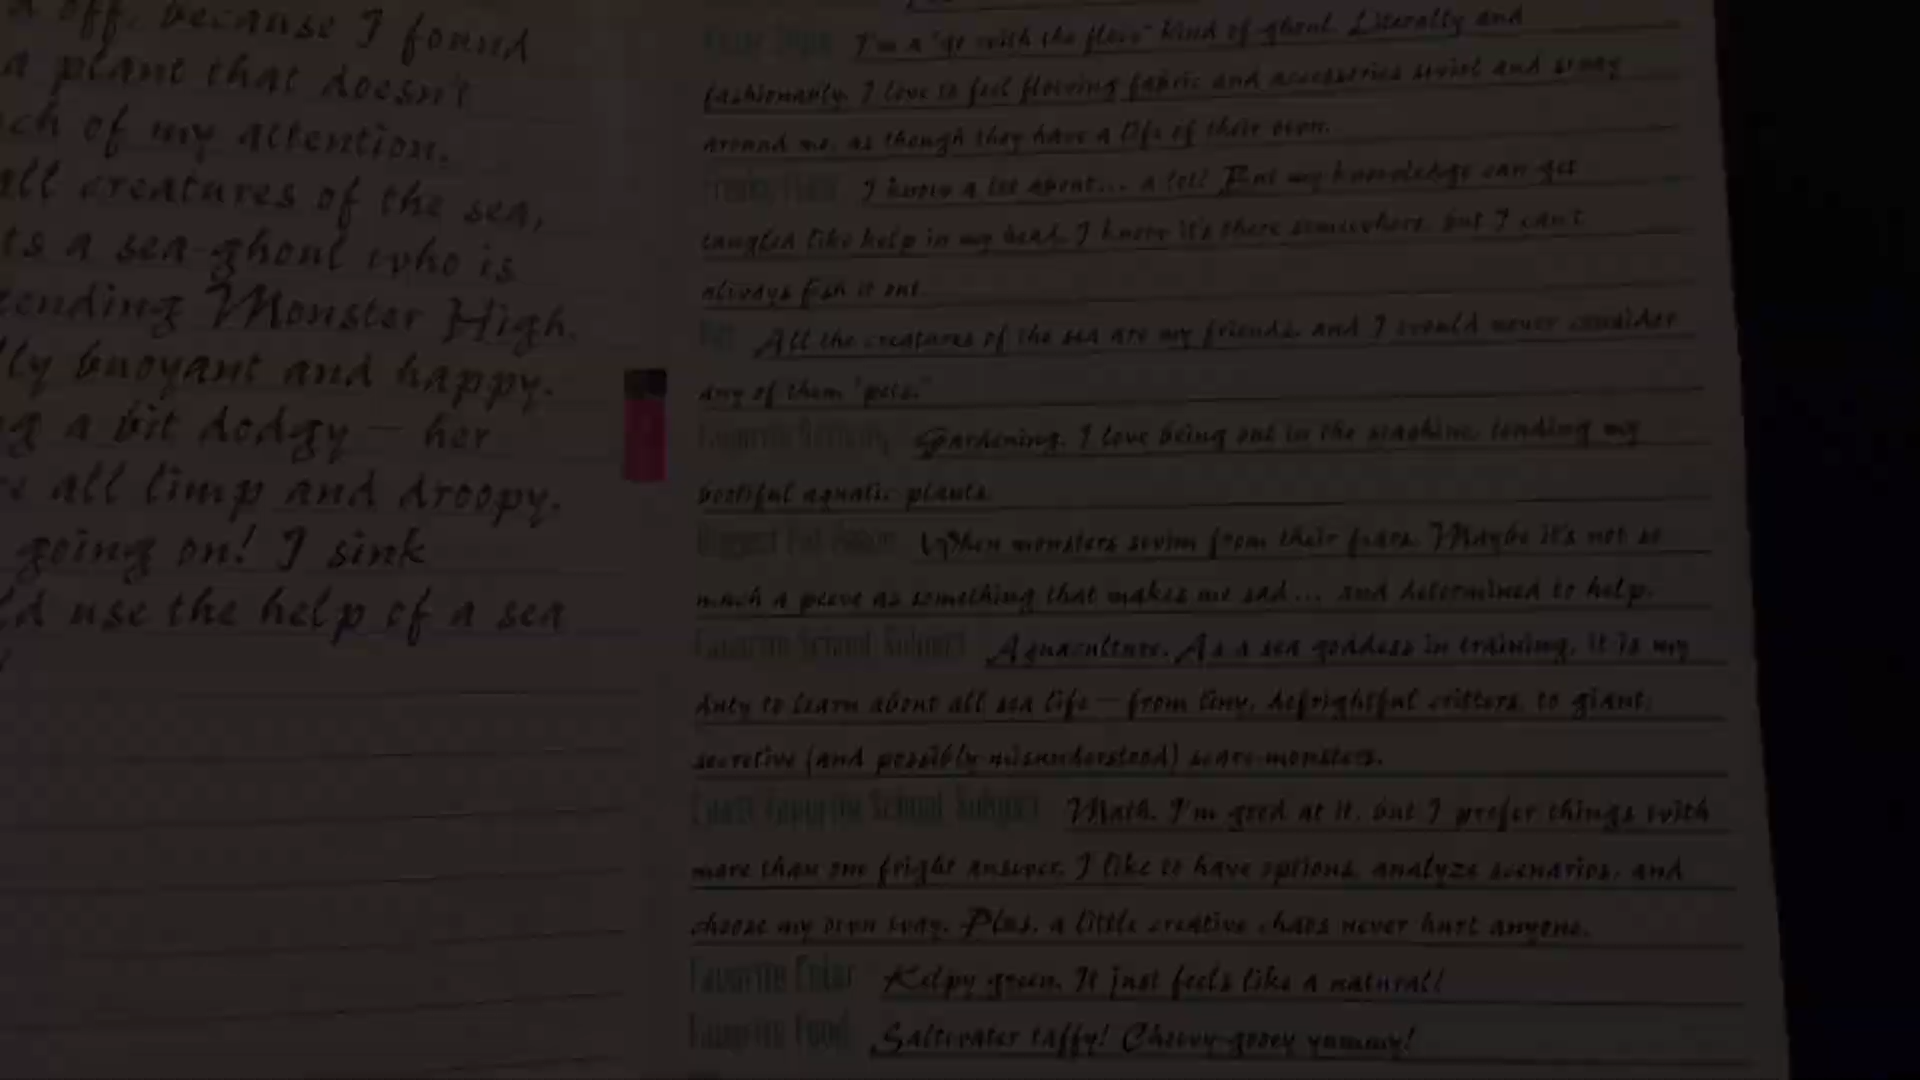 off, because I found
a plant that doesn't
ch of my attention.
all creatures of the sea,
ts a sea-ghoul who is
tending Monster High.
lly buoyant and happy.
g a bit dodgy — her
all limp and droopy.
going on! I sink
ld use the help of a sea
I'm a "go with the flow" kind of ghoul. Literally and
fashionably. I love to feel flowing fabric and accessories swirl and sway
around me, as though they have a life of their own.
Freaky Flaw I know a lot about... a lot! But my knowledge can get
tangled like kelp in my head. I know it's there somewhere, but I can't
always fish it out.
Pet All the creatures of the sea are my friends, and I would never consider
any of them "pets."
Favorite Activity Gardening. I love being out in the seashine, tending my
bootiful aquatic plants.
Biggest Pet Peeve When monsters swim from their fears. Maybe it's not so
much a peeve as something that makes me sad... and determined to help.
Favorite School Subject Aquaculture. As a sea goddess in training, it is my
duty to learn about all sea life — from tiny, defrightful critters, to giant,
secretive (and possibly misunderstood) scare-monsters.
Least Favorite School Subject Math. I'm good at it, but I prefer things with
more than one fright answer. I like to have options, analyze scenarios, and
choose my own way. Plus, a little creative chaos never hurt anyone.
Favorite Color Kelpy green. It just feels like a natural!
Favorite Food Saltwater taffy! Chewy-gooey yummy!